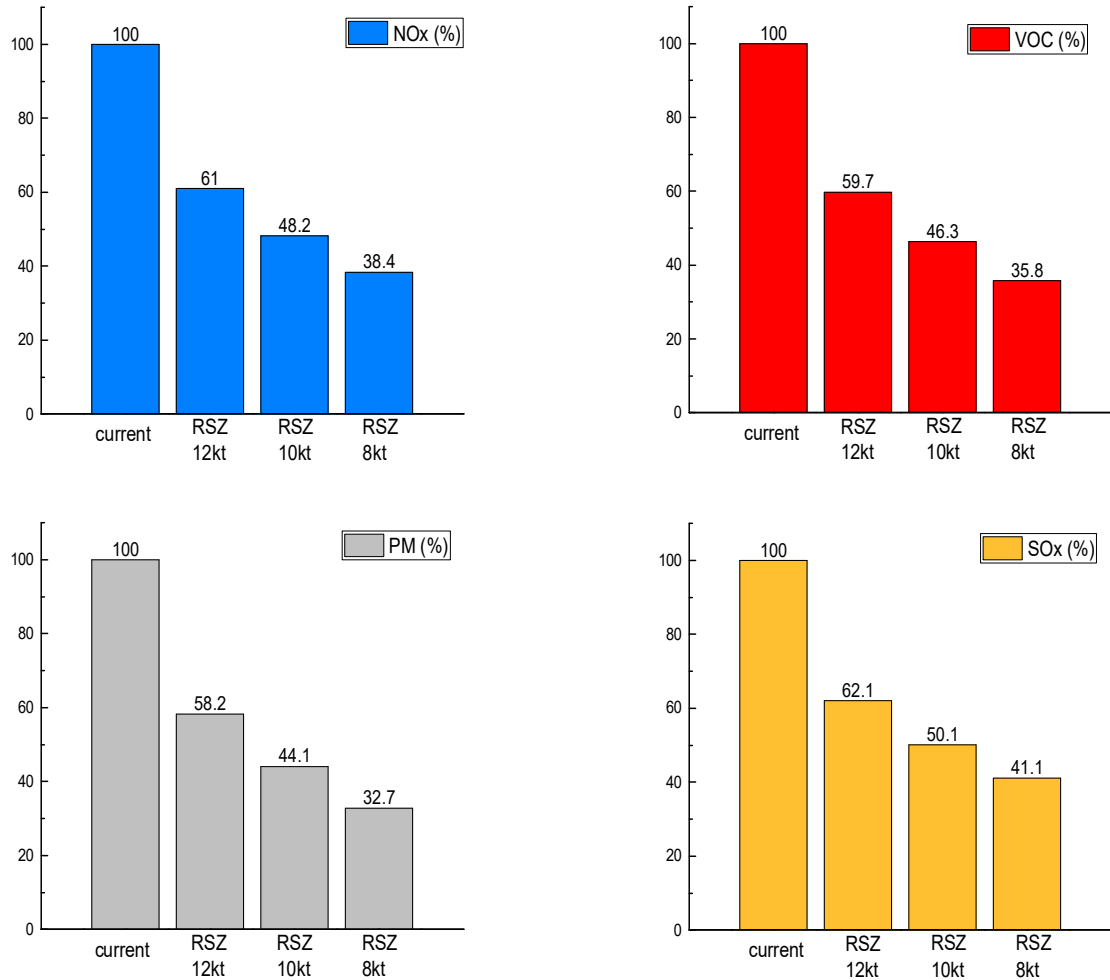 NOx (%)
100
100
80
61
60
48.2
40
38.4
20
0
current
RSZ
12kt
RSZ
10kt
RSZ
8kt
VOC (%)
100
100
80
59.7
60
46.3
40
35.8
20
0
current
RSZ
12kt
RSZ
10kt
RSZ
8kt
PM (%)
100
100
80
58.2
60
44.1
40
32.7
20
0
current
RSZ
12kt
RSZ
10kt
RSZ
8kt
SOx (%)
100
100
80
62.1
60
50.1
41.1
40
20
0
current
RSZ
12kt
RSZ
10kt
RSZ
8kt